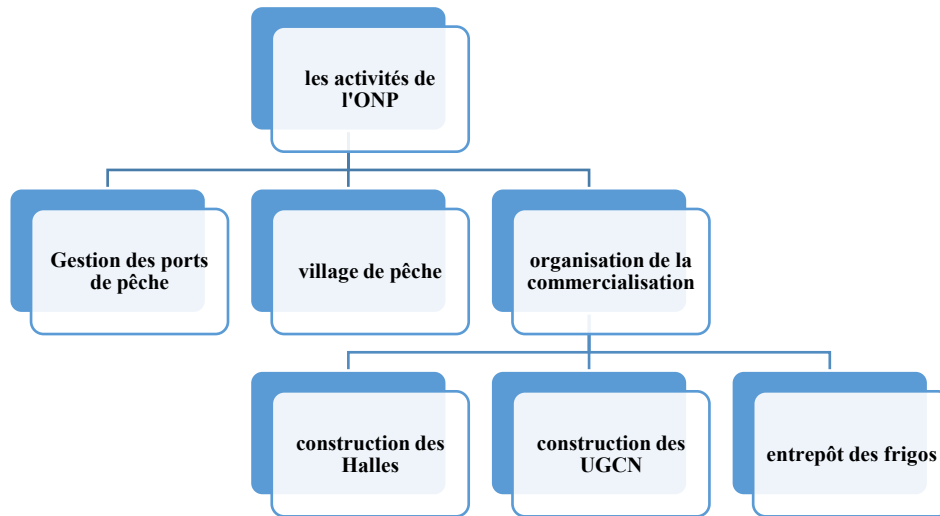 les activités de
l'ONP
Gestion des ports
de pêche
village de pêche
organisation de la
commercialisation
construction des
Halles
construction des
UGCN
entrepôt des frigos